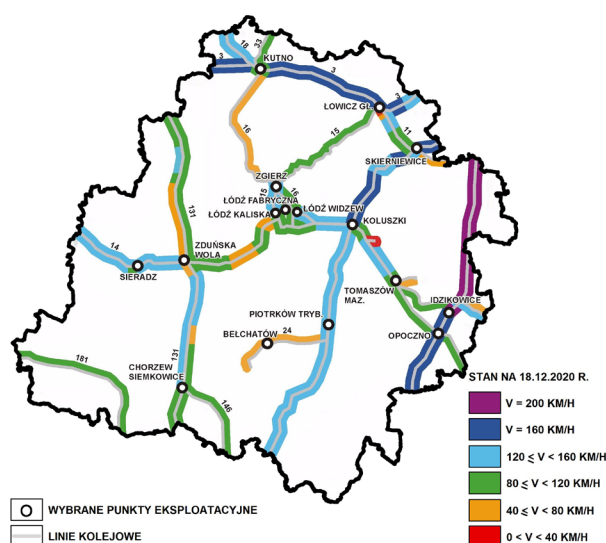 18
33
3
KUTNO
3
ŁOWICZ GŁ.
3
16
15
11
SKIERNIEWICE
ZGIERZ
15
16
ŁÓDŹ FABRYCZNA
ŁÓDŹ WIDZEW
ŁÓDŹ KALISKA
KOLUSZKI
131
14
ZDUŃSKA
WOLA
SIERADZ
TOMASZÓW
MAZ.
IDZIKOWICE
PIOTRKÓW TRYB.
OPOCZNO
BEŁCHATÓW
24
131
181
CHORZEW
SIEMKOWICE
146
STAN NA 18.12.2020 R.
V = 200 KM/H
V = 160 KM/H
120 ≤ V < 160 KM/H
80 ≤ V < 120 KM/H
40 ≤ V < 80 KM/H
0 < V < 40 KM/H
WYBRANE PUNKTY EKSPLOATACYJNE
LINIE KOLEJOWE